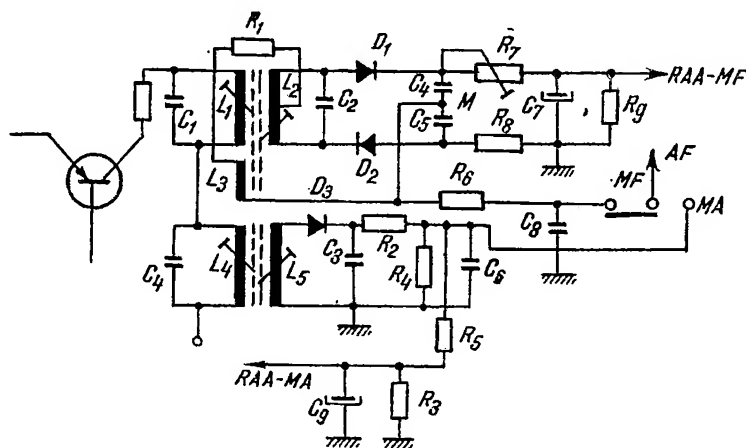 R1
D1
R7
RAA-MF
L2
C4
M
C1
L1
C2
C5
C7
R9
R8
D2
AF
L3
D3
R6
MF
MA
C8
C4
L4
L5
C3
R2
R4
C6
R5
RAA-MA
C9
R3